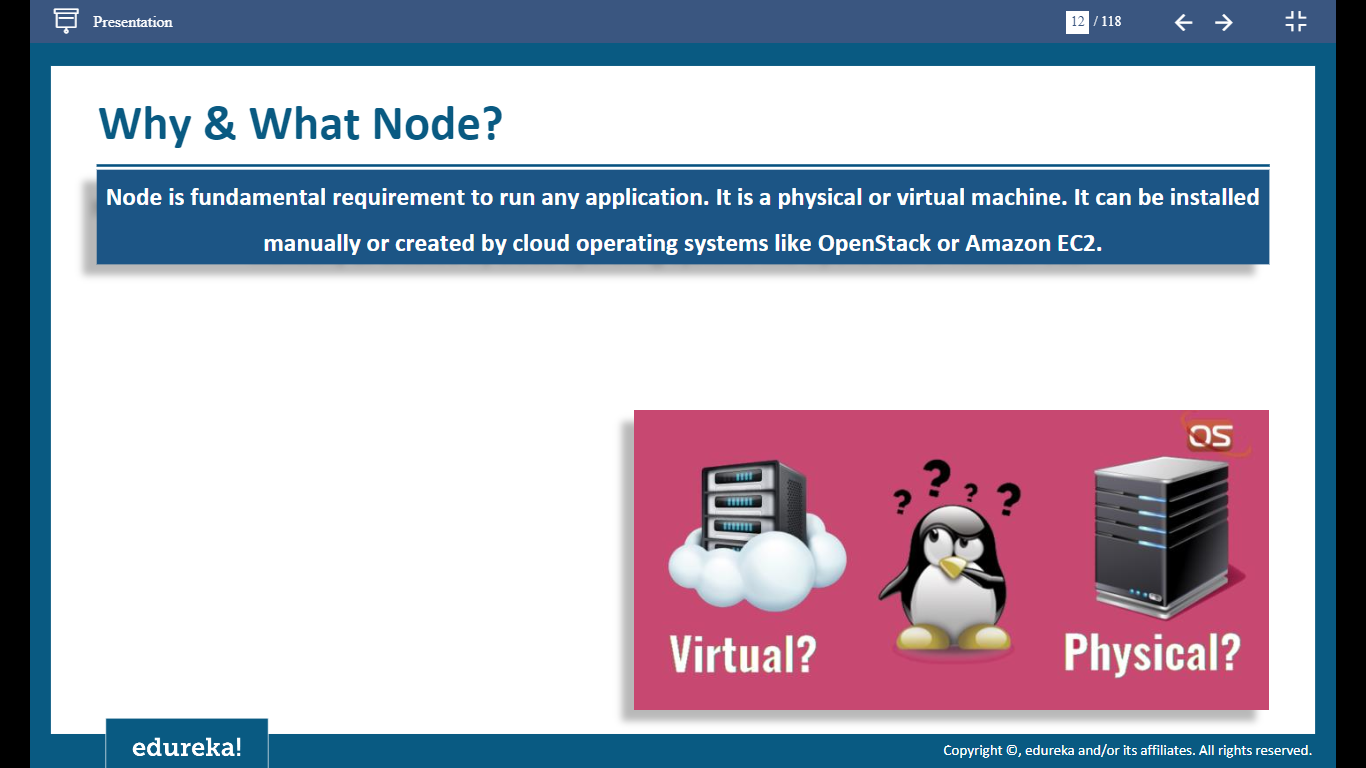 Presentation
12 / 118
Why & What Node?
Node is fundamental requirement to run any application. It is a physical or virtual machine. It can be installed
manually or created by cloud operating systems like OpenStack or Amazon EC2.
OS
? ? ? ?
Virtual?
Physical?
edureka!
Copyright ©, edureka and/or its affiliates. All rights reserved.